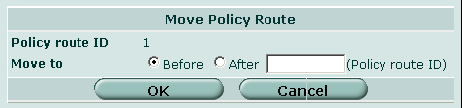 Move Policy Route
Policy route ID 1
Move to Before After (Policy route ID)
OK Cancel